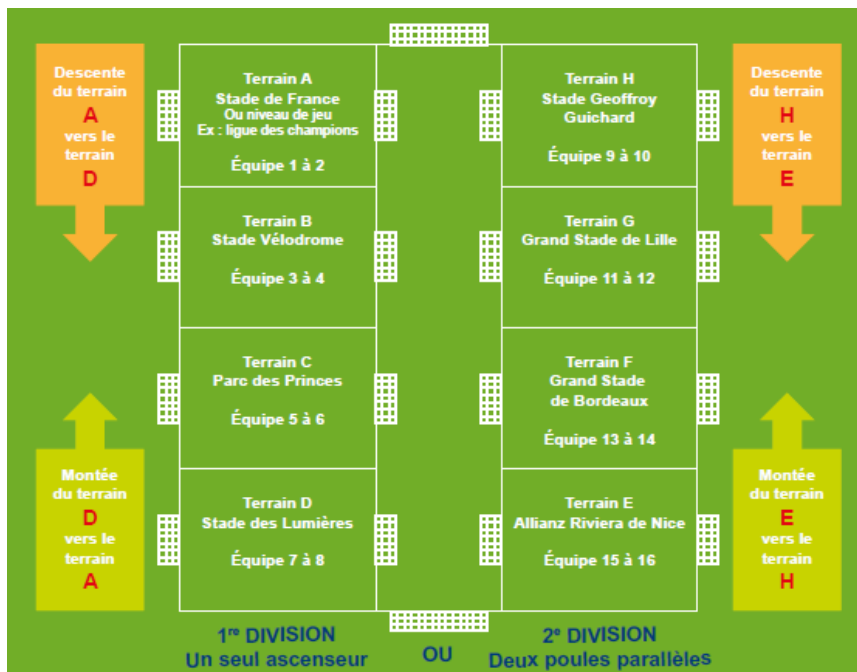 Descente
du terrain
A
vers le
terrain
D
Terrain A
Stade de France
Ou niveau de jeu
Ex : ligue des champions
Équipe 1 à 2
Terrain H
Stade Geoffroy
Guichard
Équipe 9 à 10
Descente
du terrain
H
vers le
terrain
E
Terrain B
Stade Vélodrome
Équipe 3 à 4
Terrain G
Grand Stade de Lille
Équipe 11 à 12
Terrain C
Parc des Princes
Équipe 5 à 6
Terrain F
Grand Stade
de Bordeaux
Équipe 13 à 14
Montée
du terrain
D
vers le
terrain
A
Terrain D
Stade des Lumières
Équipe 7 à 8
Terrain E
Allianz Riviera de Nice
Équipe 15 à 16
Montée
du terrain
E
vers le
terrain
H
1re DIVISION
Un seul ascenseur
OU
2e DIVISION
Deux poules parallèles